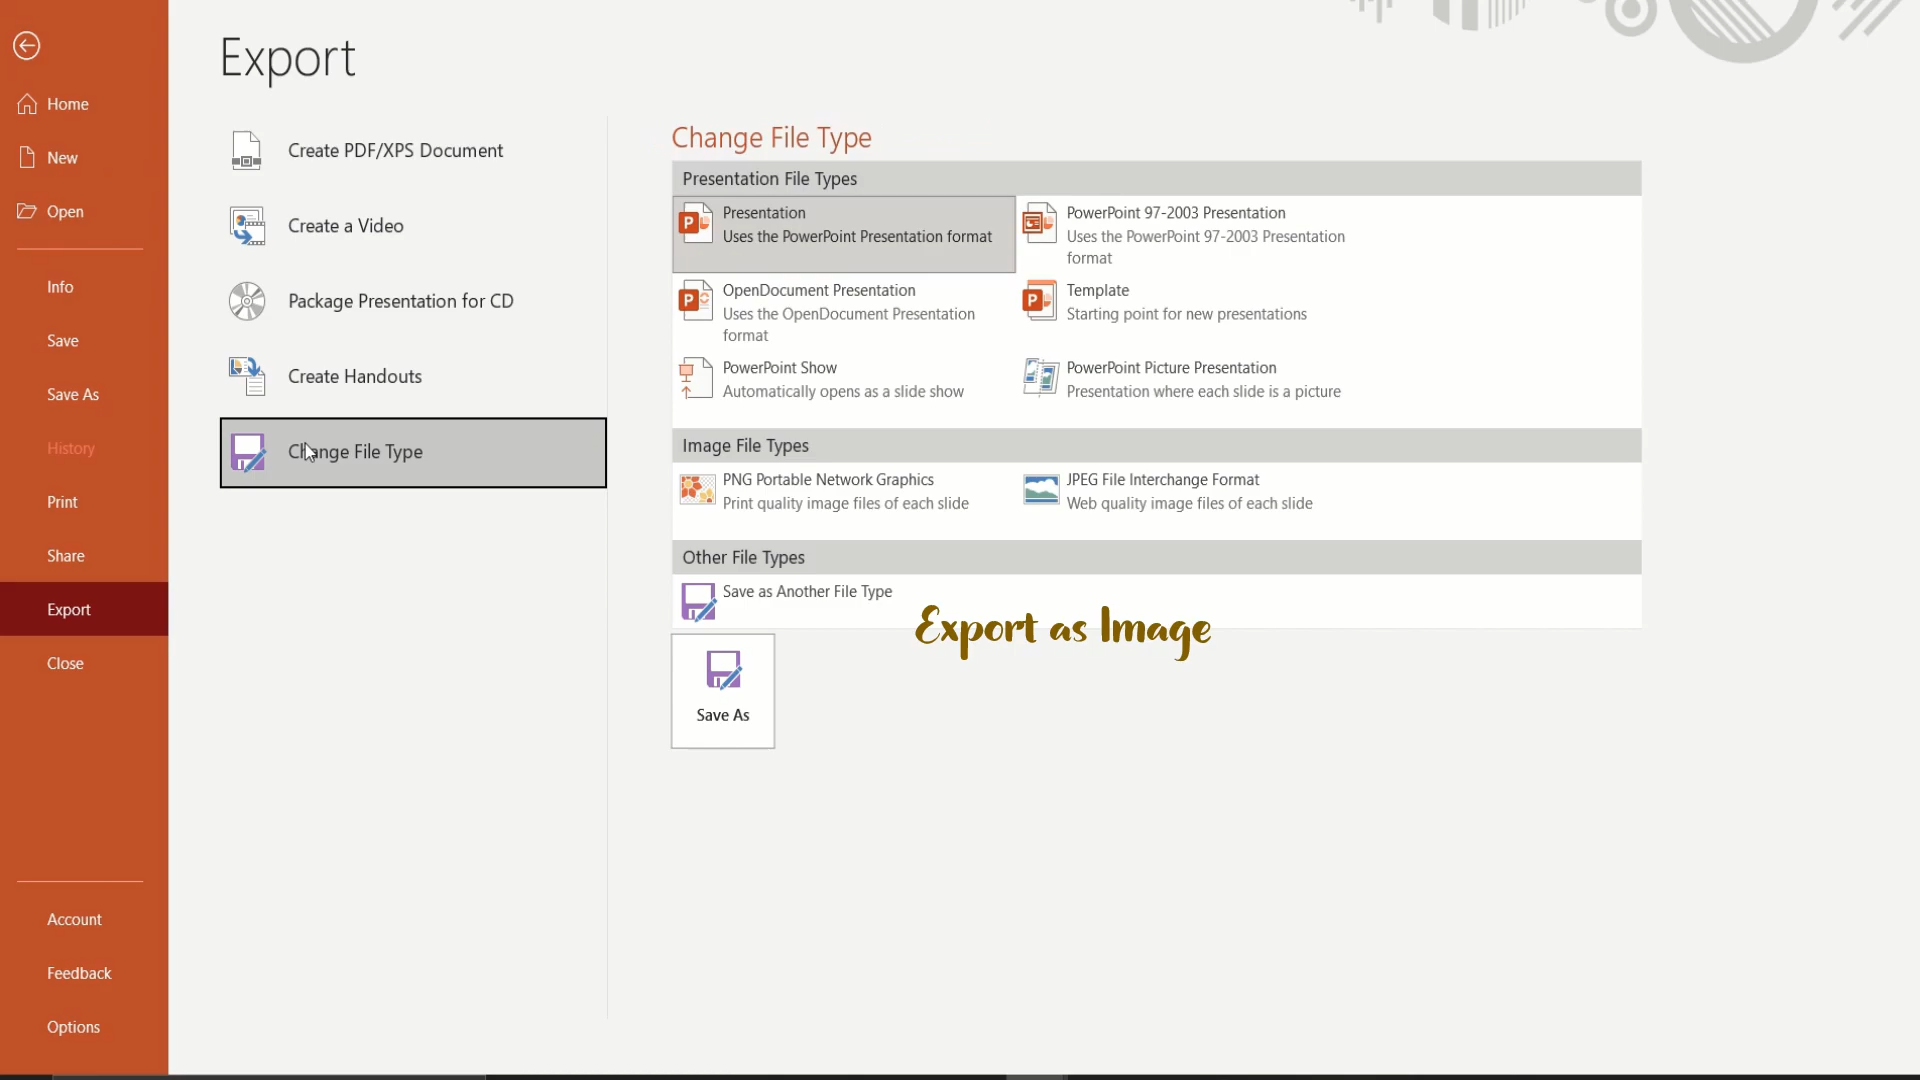 Export
Home
New
Open
Info
Save
Save As
History
Print
Share
Export
Close
Account
Feedback
Options
Create PDF/XPS Document
Create a Video
Package Presentation for CD
Create Handouts
Change File Type
Change File Type
Presentation File Types
Presentation
Uses the PowerPoint Presentation format
PowerPoint 97-2003 Presentation
Uses the PowerPoint 97-2003 Presentation
format
OpenDocument Presentation
Uses the OpenDocument Presentation
format
Template
Starting point for new presentations
PowerPoint Show
Automatically opens as a slide show
PowerPoint Picture Presentation
Presentation where each slide is a picture
Image File Types
PNG Portable Network Graphics
Print quality image files of each slide
JPEG File Interchange Format
Web quality image files of each slide
Other File Types
Save as Another File Type
Export as Image
Save As